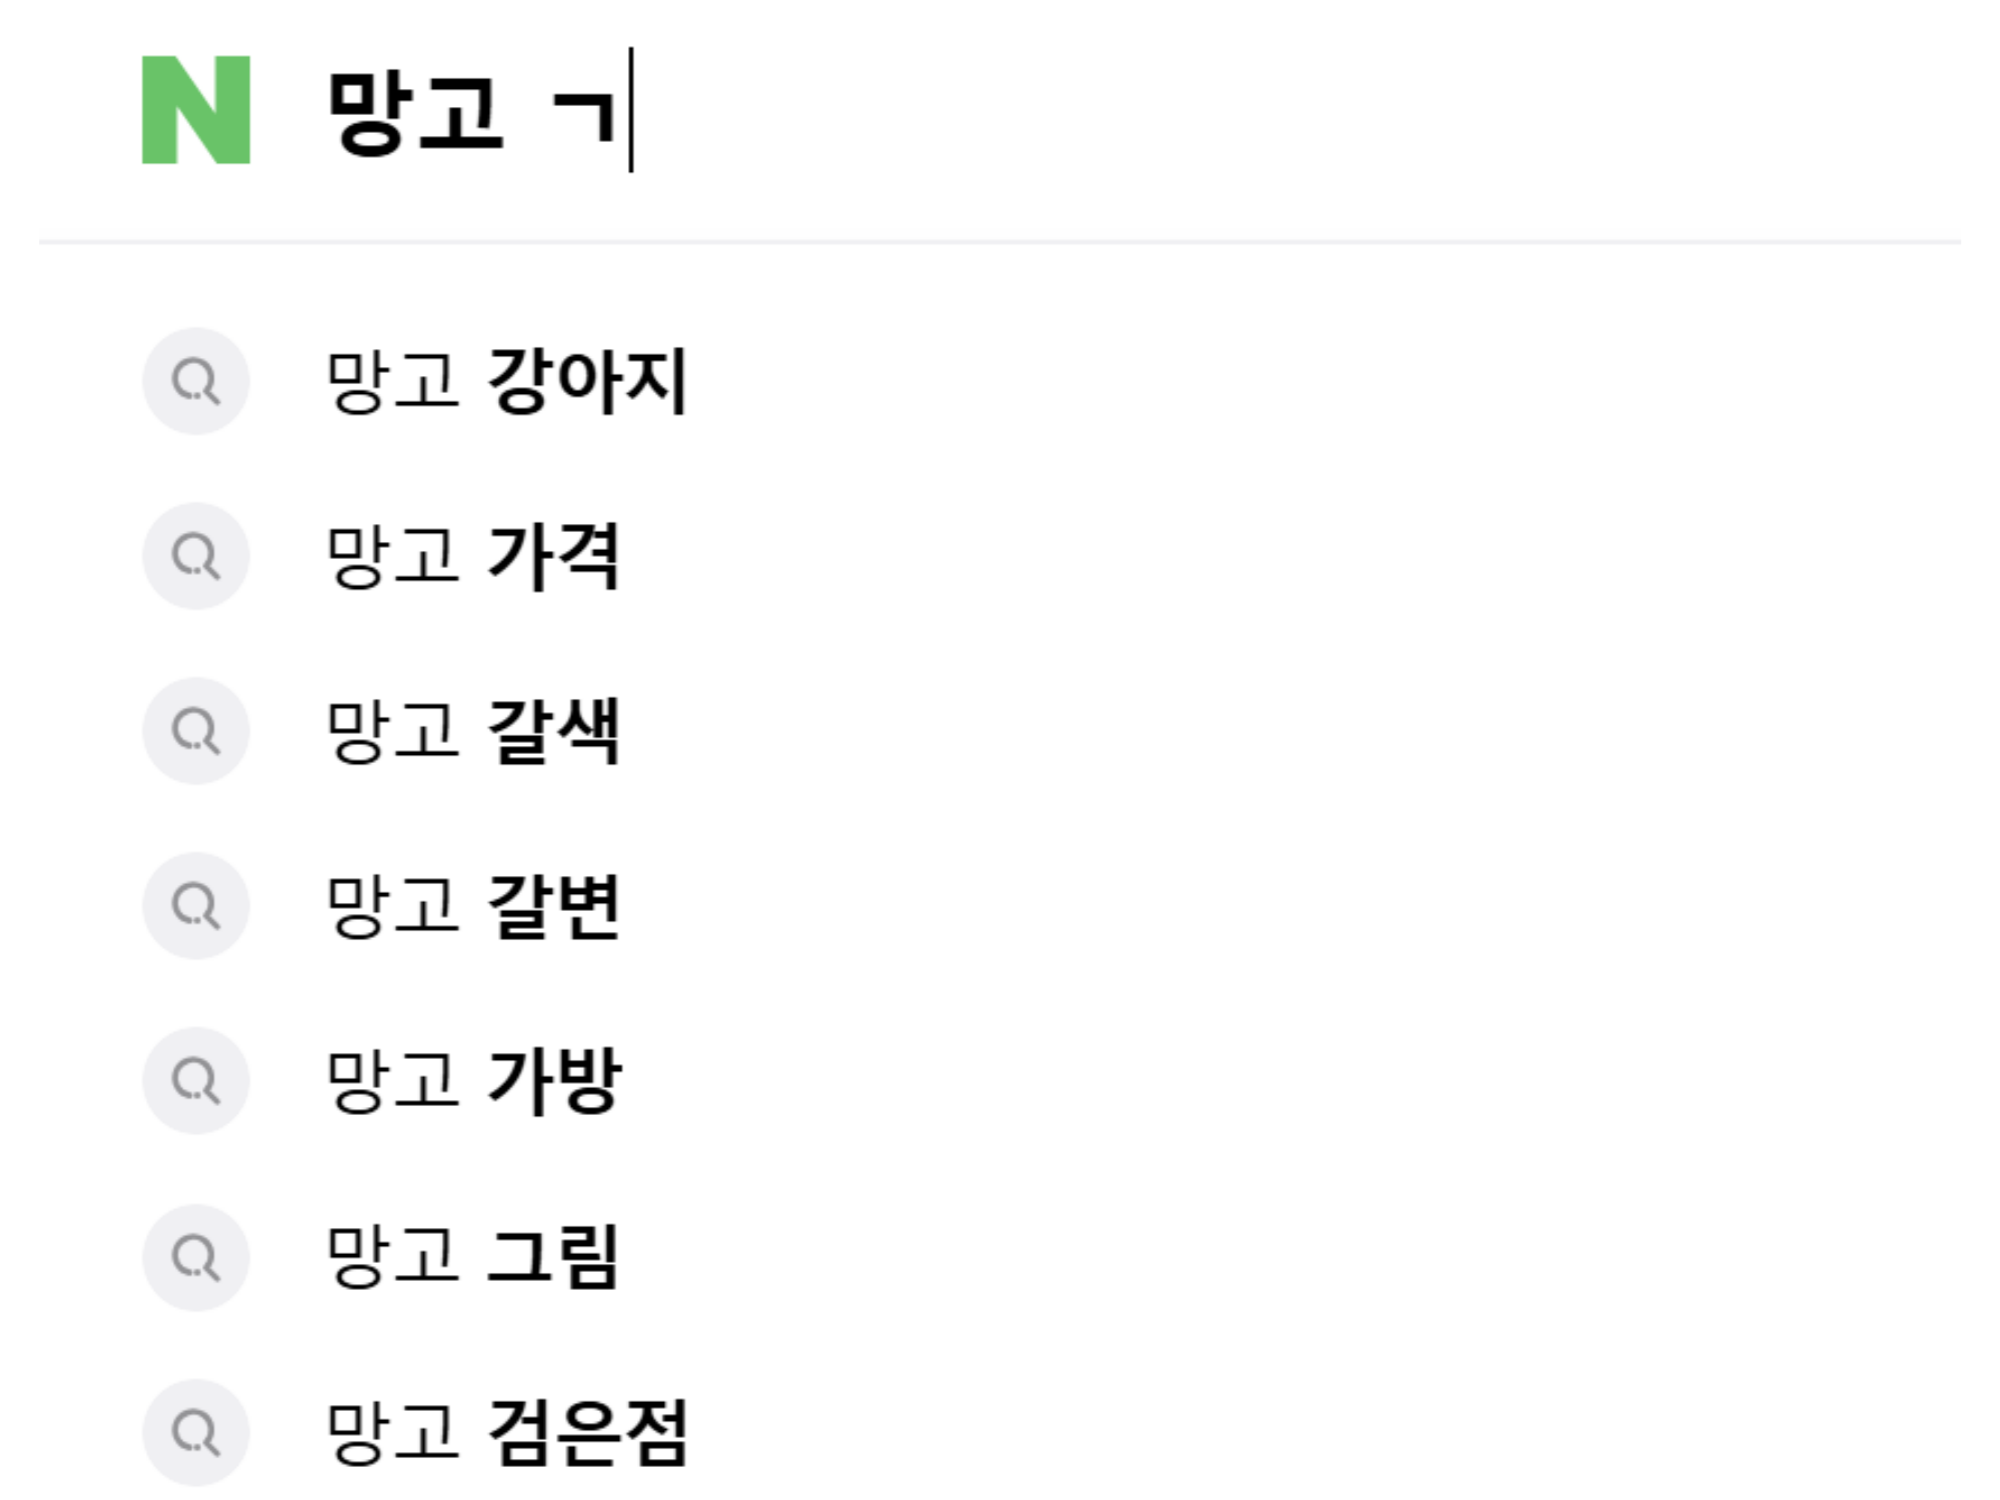 N 망고 ㄱ
망고 강아지
망고 가격
망고 갈색
망고 갈변
망고 가방
망고 그림
망고 검은점